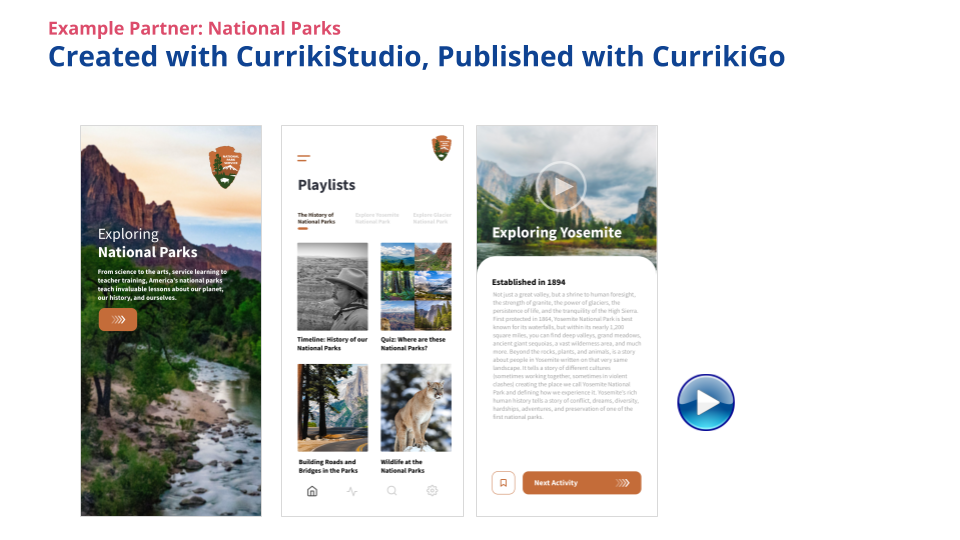 Example Partner: National Parks
Created with CurrikiStudio, Published with CurrikiGo
NATIONAL
PARK
SERVICE
Exploring
National Parks
From science to the arts, service learning to
teacher training, America's national parks
teach invaluable lessons about our planet,
our history, and ourselves.
Playlists
The History of
National Parks
Explore Yosemite
National Park
Explore Glacier
National Park
Timeline: History of our
National Parks
Quiz: Where are these
National Parks?
Building Roads and
Bridges in the Parks
Wildlife at the
National Parks
Exploring Yosemite
Established in 1894
Not just a great valley, but a shrine to human foresight,
the strength of granite, the power of glaciers, the
persistence of life, and the tranquility of the High Sierra.
First protected in 1864, Yosemite National Park is best
known for its waterfalls, but within its nearly 1,200
square miles, you can find deep valleys, grand meadows,
ancient giant sequoias, a vast wilderness area, and much
more. Beyond the rocks, plants, and animals, is a story
about people in Yosemite written on that very same
landscape. It tells a story of different cultures
(sometimes working together, sometimes in violent
clashes) creating the place we call Yosemite National
Park and defining how we experience it. Yosemite's rich
human history tells a story of conflict, dreams, diversity,
hardships, adventures, and preservation of one of the
first national parks.
Next Activity